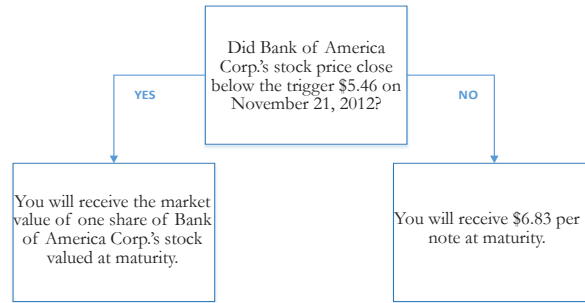 Did Bank of America
Corp.'s stock price close
below the trigger $5.46 on
November 21, 2012?
YES
NO
You will receive the market
value of one share of Bank
of America Corp.'s stock
valued at maturity.
You will receive $6.83 per
note at maturity.